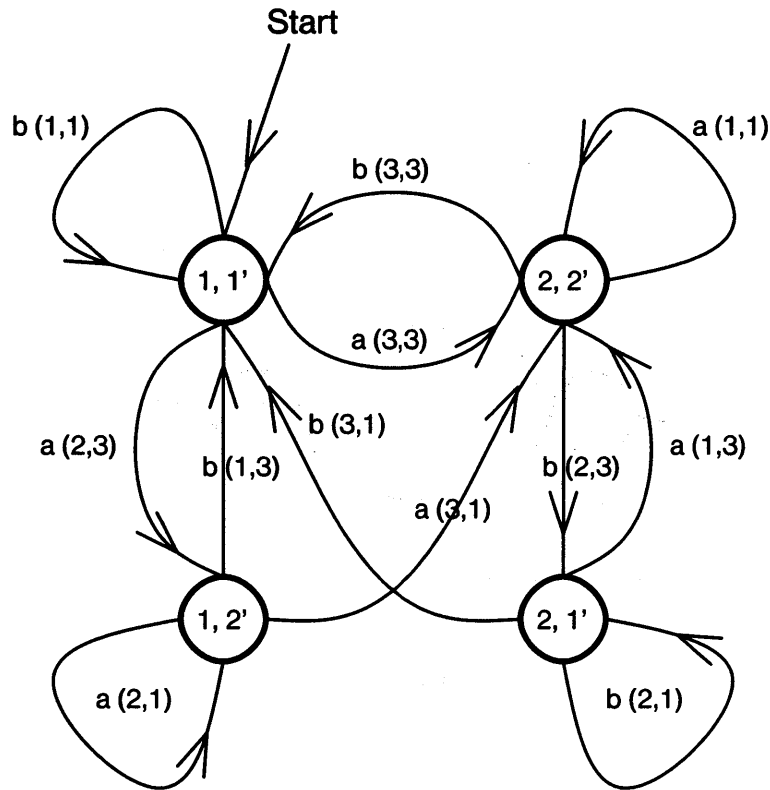 Start
b (1,1)
a (1,1)
b (3,3)
1, 1'
2, 2'
a (3,3)
b (3,1)
a (2,3)
a (1,3)
b (1,3)
b (2,3)
a (3,1)
1, 2'
2, 1'
a (2,1)
b (2,1)